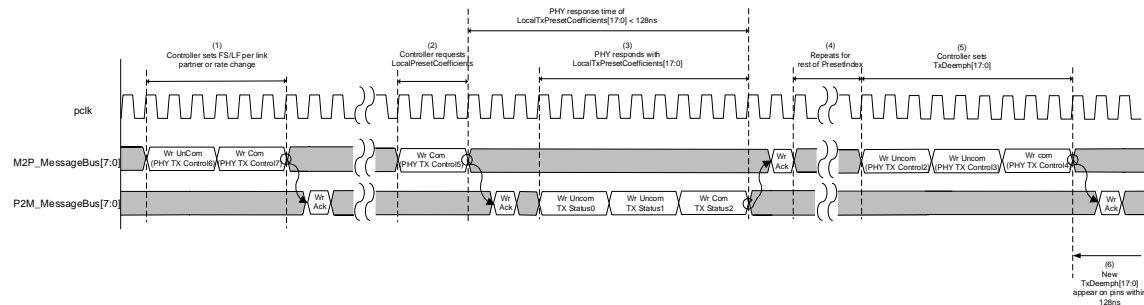 PHY response time of
LocalTxPresetCoefficients[17:0] < 128ns
(1)
Controller sets FS/LF per link
partner or rate change
(2)
Controller requests
LocalPresetCoefficients
(3)
PHY responds with
LocalTxPresetCoefficients[17:0]
(4)
Repeats for
rest of PresetIndex
(5)
Controller sets
TxDeemph[17:0]
pclk
M2P_MessageBus[7:0]
Wr UnCom
(PHY TX Control6)
Wr Com
(PHY TX Control7)
Wr Com
(PHY TX Control5)
Wr
Ack
Wr Uncom
(PHY TX Control2)
Wr Uncom
(PHY TX Control3)
Wr com
(PHY TX Control4)
P2M_MessageBus[7:0]
Wr
Ack
Wr
Ack
Wr Uncom
TX Status0
Wr Uncom
TX Status1
Wr Com
TX Status2
Wr
Ack
(6)
New
TxDeemph[17:0]
appear on pins within
128ns